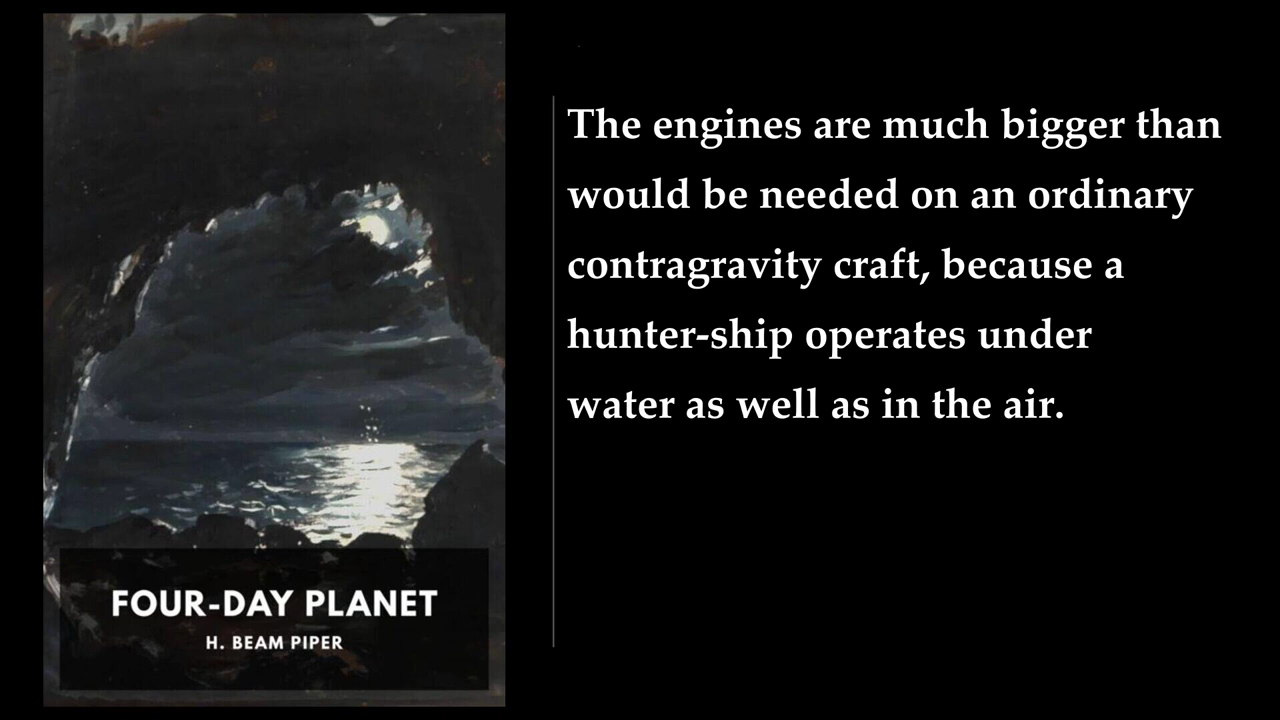 The engines are much bigger than
would be needed on an ordinary
contragravity craft, because a
hunter-ship operates under
water as well as in the air.
FOUR-DAY PLANET
H. BEAM PIPER